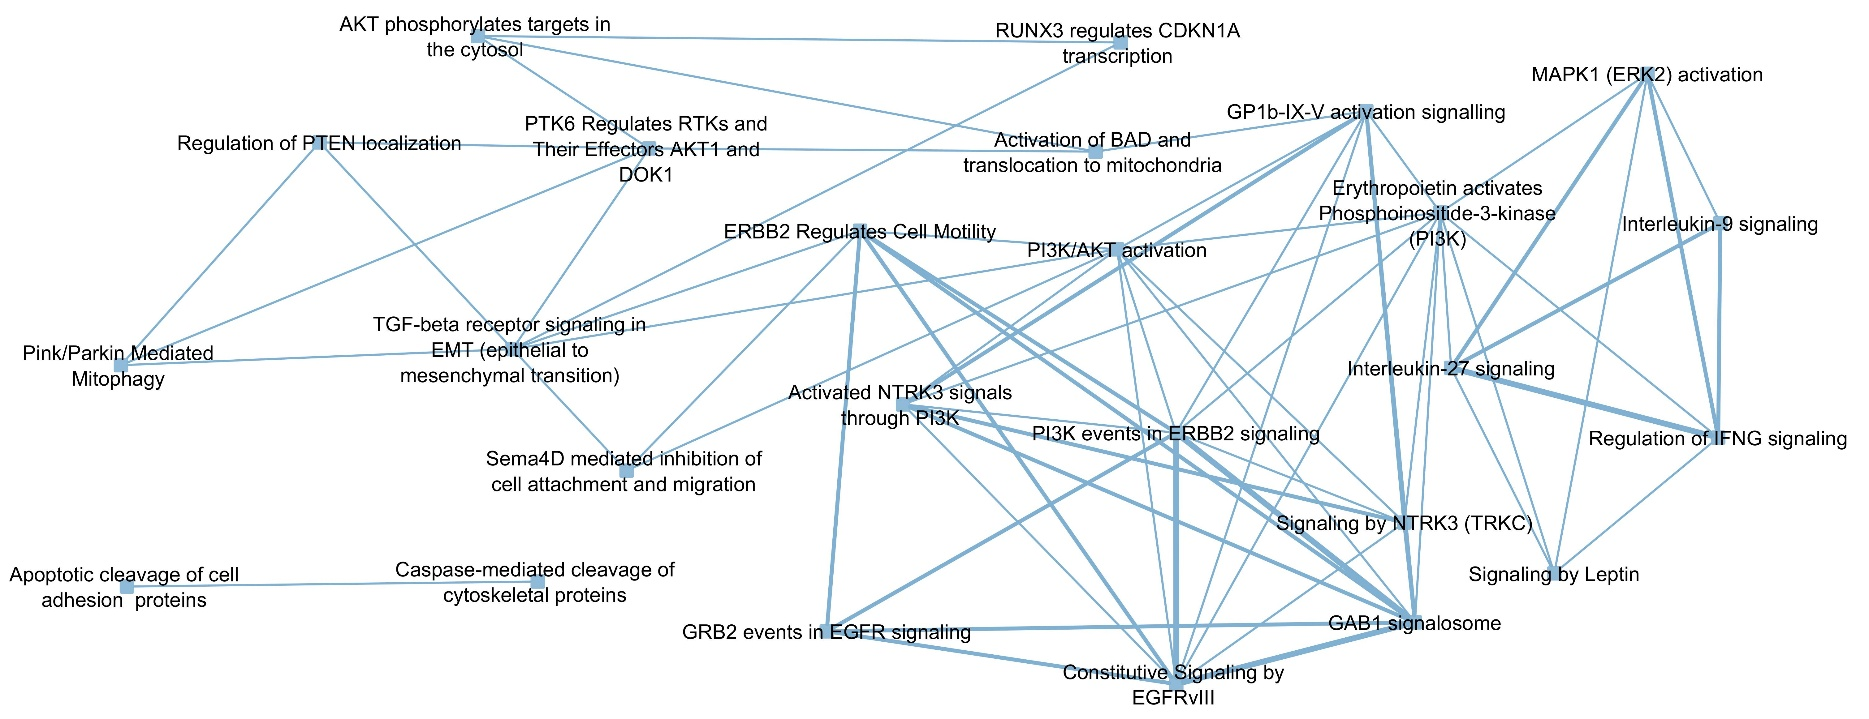 AKT phosphorylates targets in
the cytosol
RUNX3 regulates CDKN1A
transcription
MAPK1 (ERK2) activation
GP1b-IX-V activation signalling
PTK6 Regulates RTKs and
Their Effectors AKT1 and
DOK1
Regulation of PTEN localization
Activation of BAD and
translocation to mitochondria
Erythropoietin activates
Phosphoinositide-3-kinase
(PI3K)
Interleukin-9 signaling
ERBB2 Regulates Cell Motility
PI3K/AKT activation
TGF-beta receptor signaling in
EMT (epithelial to
mesenchymal transition)
Pink/Parkin Mediated
Mitophagy
Interleukin-27 signaling
Activated NTRK3 signals
through PI3K
PI3K events in ERBB2 signaling
Regulation of IFNG signaling
Sema4D mediated inhibition of
cell attachment and migration
Signaling by NTRK3 (TRKC)
Apoptotic cleavage of cell
adhesion  proteins
Caspase-mediated cleavage of
cytoskeletal proteins
Signaling by Leptin
GRB2 events in EGFR signaling
GAB1 signalosome
Constitutive Signaling by
EGFRvIII